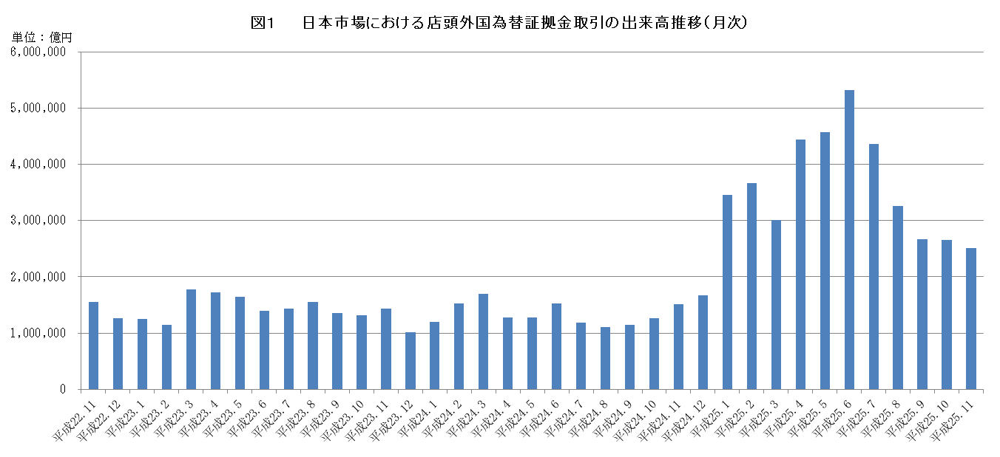 図1 日本市場における店頭外国為替証拠金取引の出来高推移(月次)
単位：億円
6,000,000
5,000,000
4,000,000
3,000,000
2,000,000
1,000,000
0
平成22.11
平成22.12
平成23.1
平成23.2
平成23.3
平成23.4
平成23.5
平成23.6
平成23.7
平成23.8
平成23.9
平成23.10
平成23.11
平成23.12
平成24.1
平成24.2
平成24.3
平成24.4
平成24.5
平成24.6
平成24.7
平成24.8
平成24.9
平成24.10
平成24.11
平成24.12
平成25.1
平成25.2
平成25.3
平成25.4
平成25.5
平成25.6
平成25.7
平成25.8
平成25.9
平成25.10
平成25.11